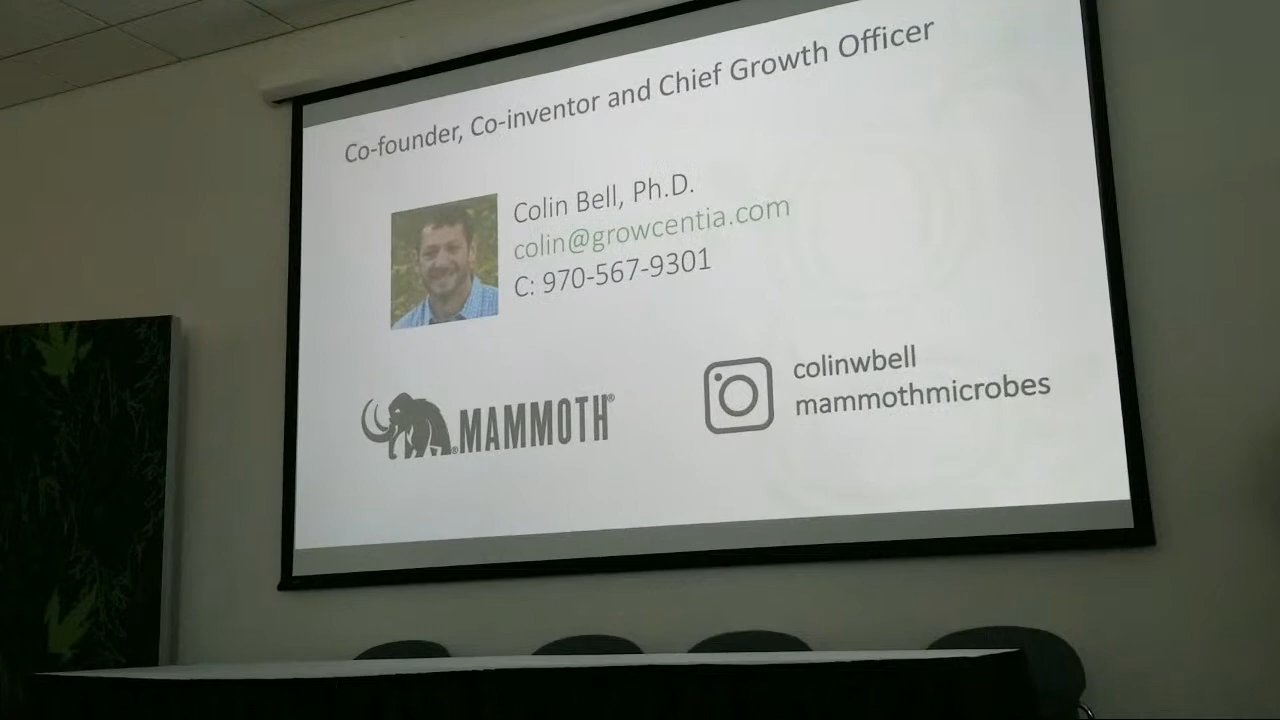 Co-founder, Co-inventor and Chief Growth Officer
Colin Bell, Ph.D.
colin@growcentia.com
C: 970-567-9301
MAMMOTH®
colinwbell
mammothmicrobes